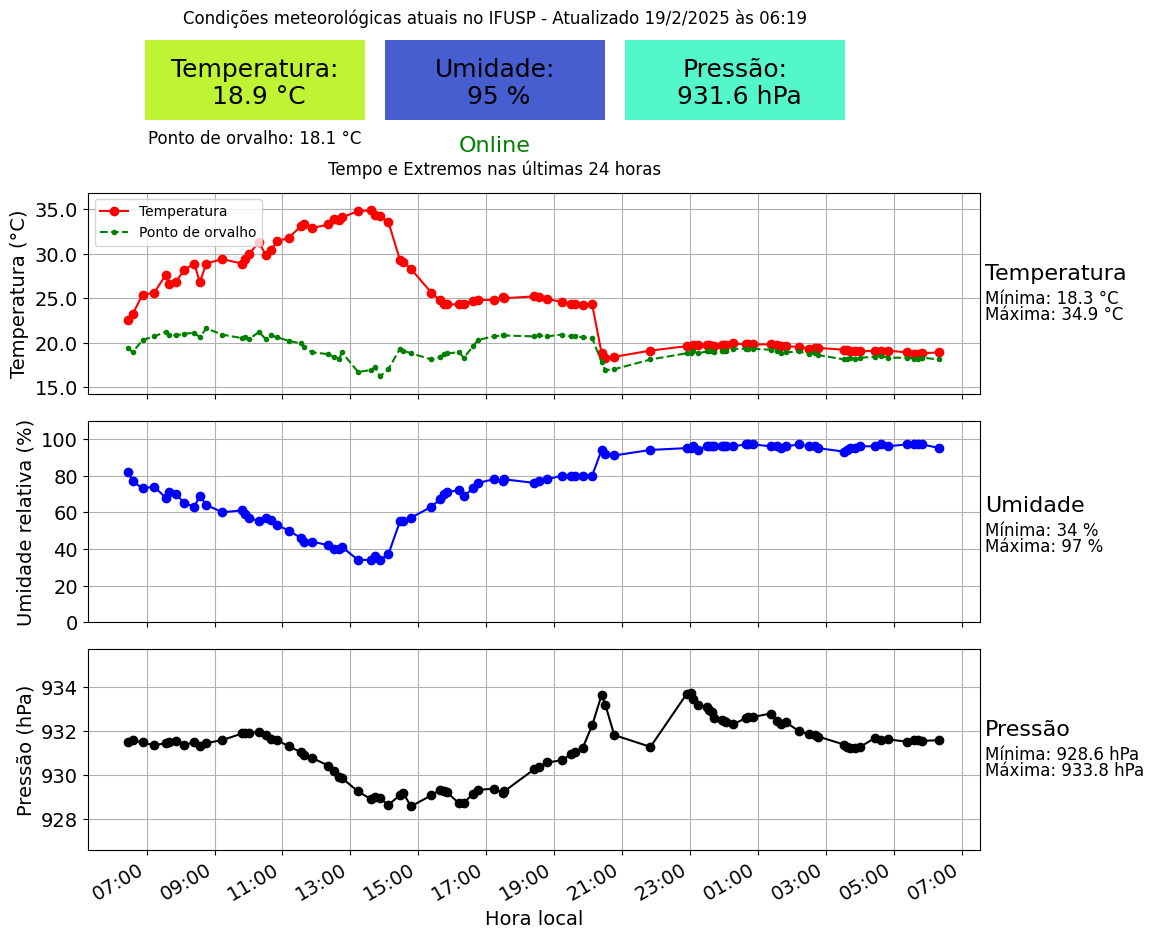 Condições meteorológicas atuais no IFUSP - Atualizado 19/2/2025 às 06:19
Temperatura:
18.9 °C
Umidade:
95 %
Pressão:
931.6 hPa
Ponto de orvalho: 18.1 °C
Online
Tempo e Extremos nas últimas 24 horas
Temperatura (°C)
35.0
30.0
25.0
20.0
15.0
Temperatura
Ponto de orvalho
Temperatura
Mínima: 18.3 °C
Máxima: 34.9 °C
Umidade relativa (%)
100
80
60
40
20
0
Umidade
Mínima: 34 %
Máxima: 97 %
Pressão (hPa)
934
932
930
928
Pressão
Mínima: 928.6 hPa
Máxima: 933.8 hPa
07:00 09:00 11:00 13:00 15:00 17:00 19:00 21:00 23:00 01:00 03:00 05:00 07:00
Hora local